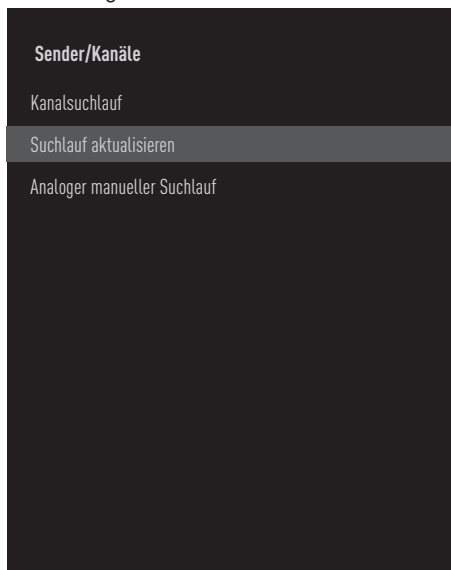 Sender/Kanäle
Kanalsuchlauf
Suchlauf aktualisieren
Analoger manueller Suchlauf